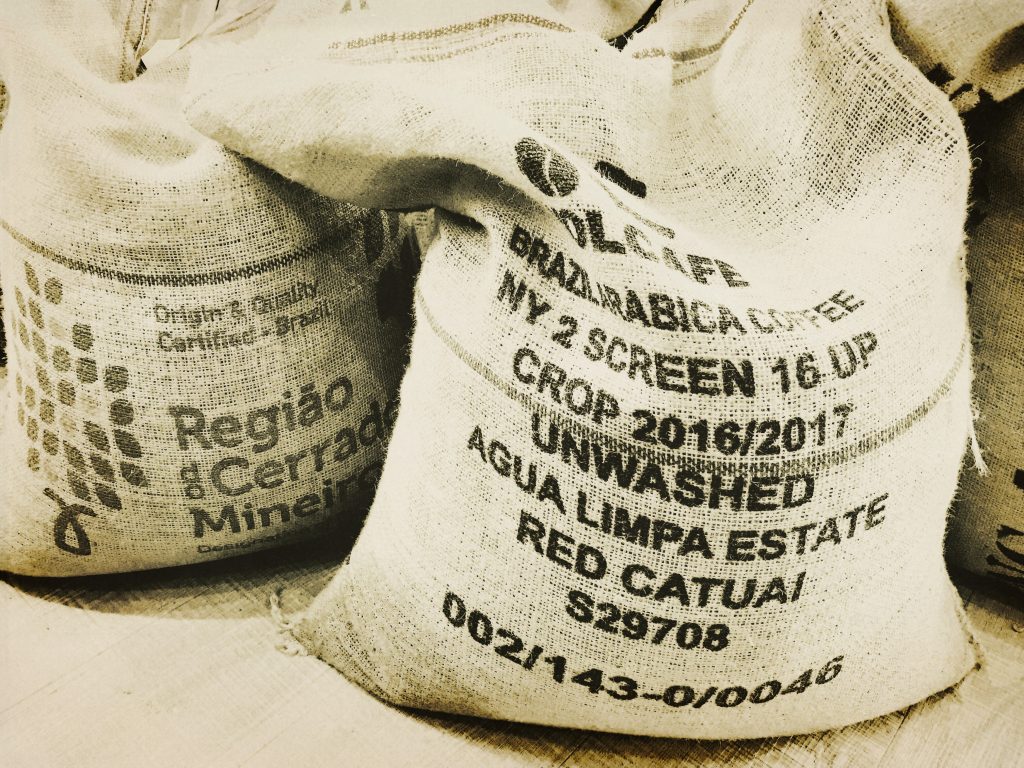 Origin & Quality
Certified - Brazil
Região
do Cerrado
Mineiro
OLCAFE
BRAZIL ARABICA COFFEE
NY 2 SCREEN 16 UP
CROP 2016/2017
UNWASHED
AGUA LIMPA ESTATE
RED CATUAI
S29708
002/143-0/0046